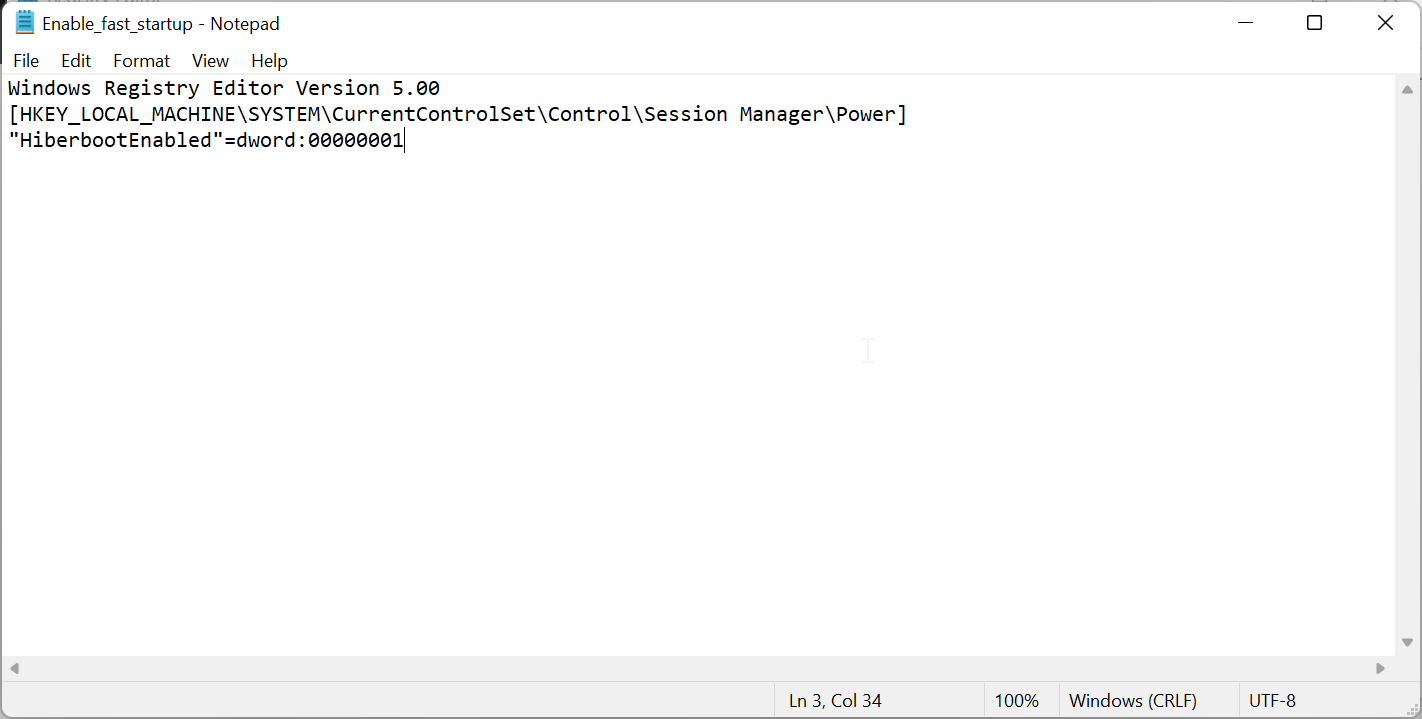 Enable_fast_startup - Notepad
File Edit Format View Help
Windows Registry Editor Version 5.00
[HKEY_LOCAL_MACHINE\SYSTEM\CurrentControlSet\Control\Session Manager\Power]
"HiberbootEnabled"=dword:00000001
Ln 3, Col 34 100% Windows (CRLF) UTF-8